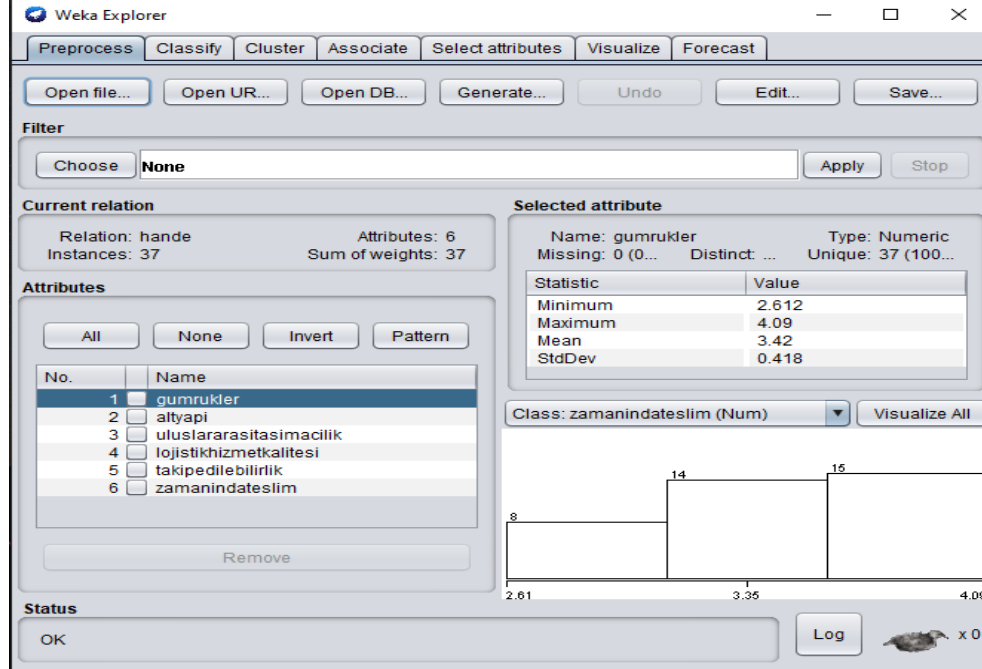 Weka Explorer
Preprocess Classify Cluster Associate Select attributes Visualize Forecast
Open file... Open UR... Open DB... Generate... Undo Edit... Save...
Filter
Choose None Apply Stop
Current relation
Relation: hande Attributes: 6
Instances: 37 Sum of weights: 37
Attributes
All None Invert Pattern
No. Name
1 gumrukler
2 altyapi
3 uluslararasitasimacilik
4 lojistikhizmetkalitesi
5 takipedilebilirlik
6 zamanindateslim
Remove
Selected attribute
Name: gumrukler Type: Numeric
Missing: 0 (0... Distinct: ... Unique: 37 (100...
Statistic Value
Minimum 2.612
Maximum 4.09
Mean 3.42
StdDev 0.418
Class: zamanindateslim (Num) Visualize All
8 14 15
2.61 3.35 4.09
Status
OK Log x 0